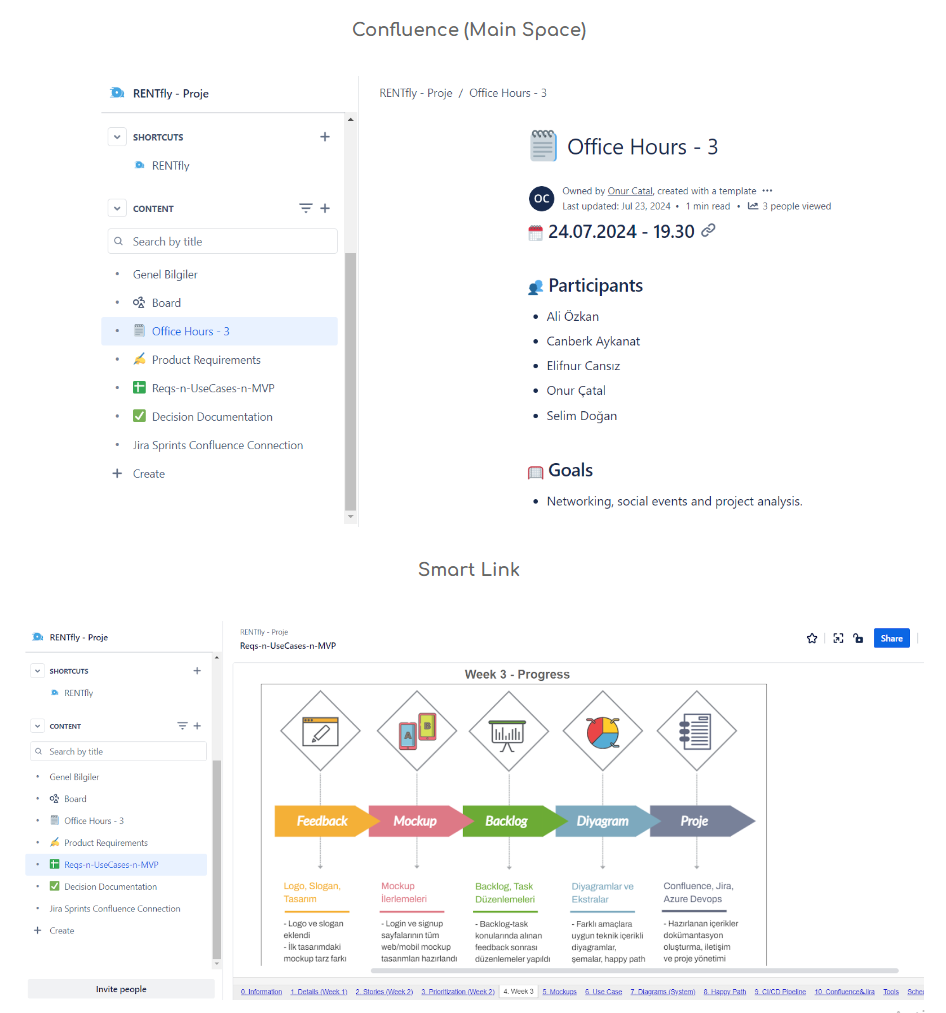 Confluence (Main Space)
RENTfly - Proje
SHORTCUTS
RENTfly
CONTENT
Search by title
Genel Bilgiler
Board
Office Hours - 3
Product Requirements
Reqs-n-UseCases-n-MVP
Decision Documentation
Jira Sprints Confluence Connection
Create
RENTfly - Proje / Office Hours - 3
Office Hours - 3
OC
Owned by Onur Catal, created with a template
Last updated: Jul 23, 2024 • 1 min read • 3 people viewed
24.07.2024 - 19.30
Participants
• Ali Özkan
• Canberk Aykanat
• Elifnur Cansız
• Onur Çatal
• Selim Doğan
Goals
• Networking, social events and project analysis.
Smart Link
RENTfly - Proje
SHORTCUTS
RENTfly
CONTENT
Search by title
Genel Bilgiler
Board
Office Hours - 3
Product Requirements
Reqs-n-UseCases-n-MVP
Decision Documentation
Jira Sprints Confluence Connection
Create
Invite people
RENTfly - Proje
Reqs-n-UseCases-n-MVP
Share
Week 3 - Progress
A
B
Feedback
Mockup
Backlog
Diyagram
Proje
Logo, Slogan,
Tasarım
- Logo ve slogan
eklendi
- İlk tasarımdaki
mockup tarz farkı
Mockup
İlerlemeleri
- Login ve signup
sayfalarının tüm
web/mobil mockup
tasarımları hazırlandı
Backlog, Task
Düzenlemeleri
- Backlog-task
konularında alınan
feedback sonrası
düzenlemeler yapıldı
Diyagramlar ve
Ekstralar
- Farklı amaçlara
uygun teknik içerikli
diyagramlar,
şemalar, happy path
Confluence, Jira,
Azure Devops
- Hazırlanan içerikler
dokümantasyon
oluşturma, iletişim
ve proje yönetimi
0. Information 1. Details (Week 1) 2. Stories (Week 2) 3. Prioritization (Week 2) 4. Week 3 5. Mockups 6. Use Case 7. Diagrams (System) 8. Happy Path 9. CI/CD Pipeline 10. Confluence&Jira Tools